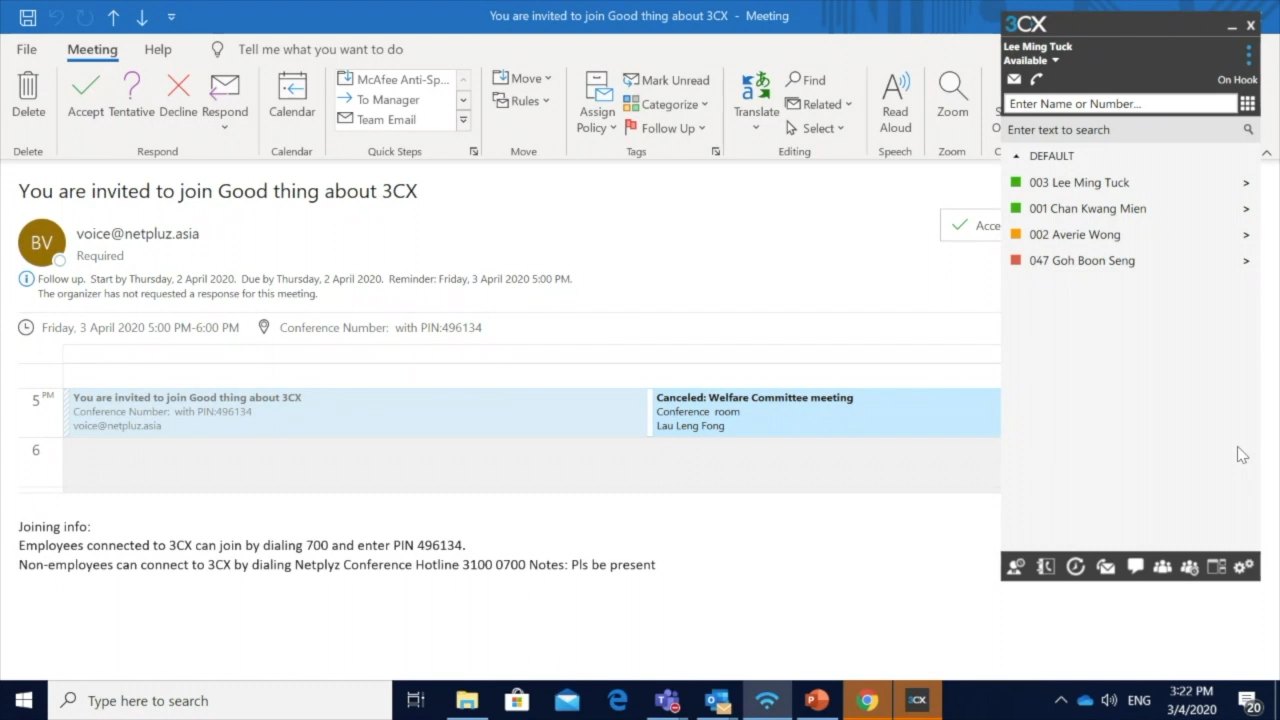 You are invited to join Good thing about 3CX - Meeting
File Meeting Help Tell me what you want to do
Delete
Accept Tentative Decline Respond
Calendar
McAfee Anti-Sp...
To Manager
Team Email
Move
Rules
Assign Policy
Mark Unread
Categorize
Follow Up
Translate
Find
Related
Select
Read Aloud
Zoom
Delete Respond Calendar Quick Steps Move Tags Editing Speech Zoom
You are invited to join Good thing about 3CX
BV
voice@netpluz.asia
Required
Acce
Follow up. Start by Thursday, 2 April 2020. Due by Thursday, 2 April 2020. Reminder: Friday, 3 April 2020 5:00 PM.
The organizer has not requested a response for this meeting.
Friday, 3 April 2020 5:00 PM-6:00 PM Conference Number: with PIN:496134
5 PM
You are invited to join Good thing about 3CX
Conference Number: with PIN:496134
voice@netpluz.asia
Canceled: Welfare Committee meeting
Conference room
Lau Leng Fong
6
Joining info:
Employees connected to 3CX can join by dialing 700 and enter PIN 496134.
Non-employees can connect to 3CX by dialing Netplyz Conference Hotline 3100 0700 Notes: Pls be present
3CX
Lee Ming Tuck
Available
On Hook
Enter Name or Number...
Enter text to search
DEFAULT
003 Lee Ming Tuck
001 Chan Kwang Mien
002 Averie Wong
047 Goh Boon Seng
Type here to search
3CX
ENG
3:22 PM
3/4/2020
20